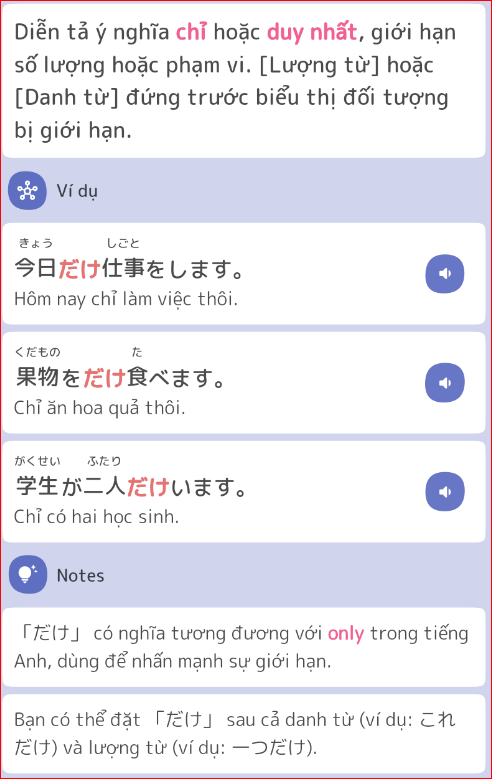 Diễn tả ý nghĩa chỉ hoặc duy nhất, giới hạn
số lượng hoặc phạm vi. [Lượng từ] hoặc
[Danh từ] đứng trước biểu thị đối tượng
bị giới hạn.
Ví dụ
きょう しごと
今日だけ仕事をします。
Hôm nay chỉ làm việc thôi.
くだもの た
果物をだけ食べます。
Chỉ ăn hoa quả thôi.
がくせい ふたり
学生が二人だけいます。
Chỉ có hai học sinh.
Notes
「だけ」 có nghĩa tương đương với only trong tiếng
Anh, dùng để nhấn mạnh sự giới hạn.
Bạn có thể đặt 「だけ」 sau cả danh từ (ví dụ: これ
だけ) và lượng từ (ví dụ: 一つだけ).